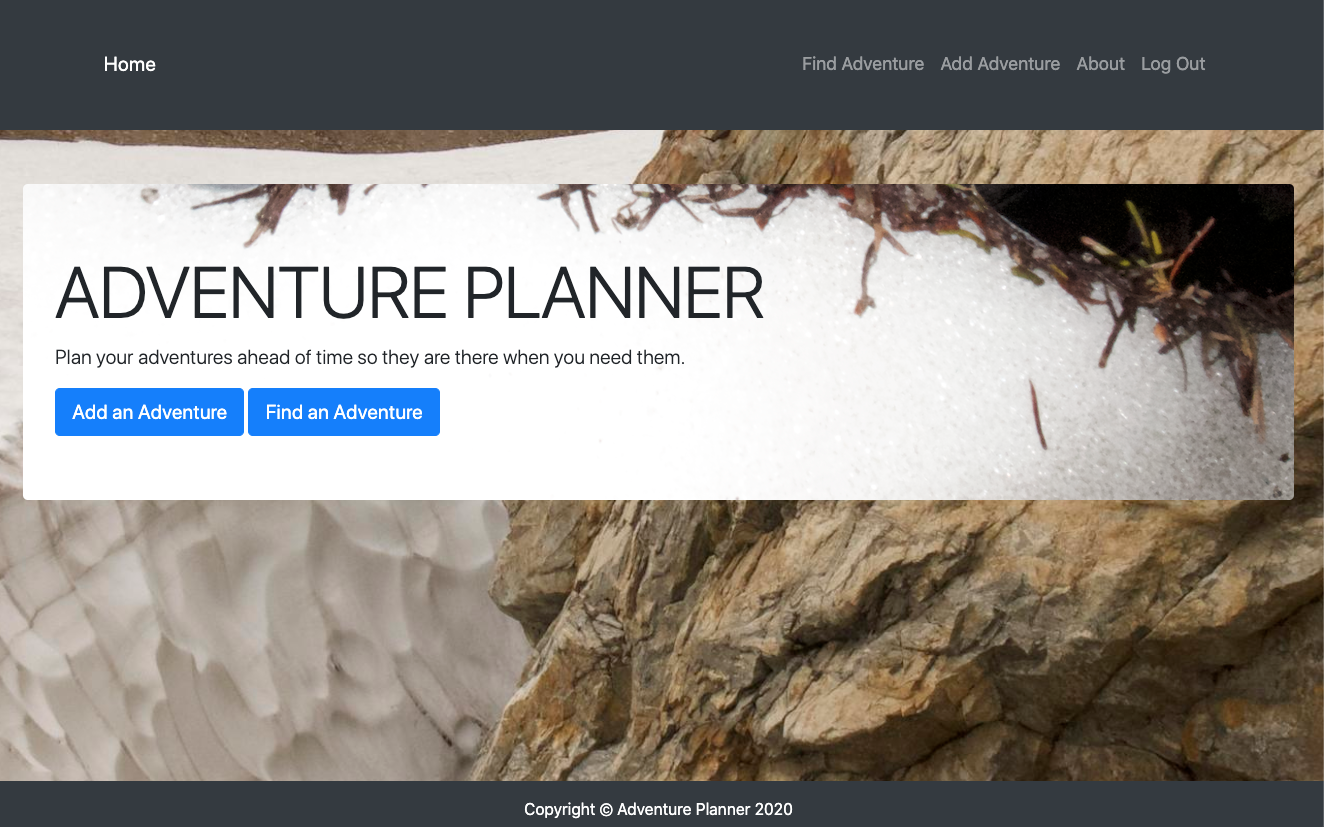 Home Find Adventure Add Adventure About Log Out
ADVENTURE PLANNER
Plan your adventures ahead of time so they are there when you need them.
Add an Adventure Find an Adventure
Copyright © Adventure Planner 2020